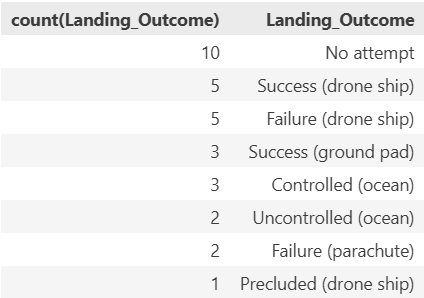 count(Landing_Outcome) Landing_Outcome
10 No attempt
5 Success (drone ship)
5 Failure (drone ship)
3 Success (ground pad)
3 Controlled (ocean)
2 Uncontrolled (ocean)
2 Failure (parachute)
1 Precluded (drone ship)